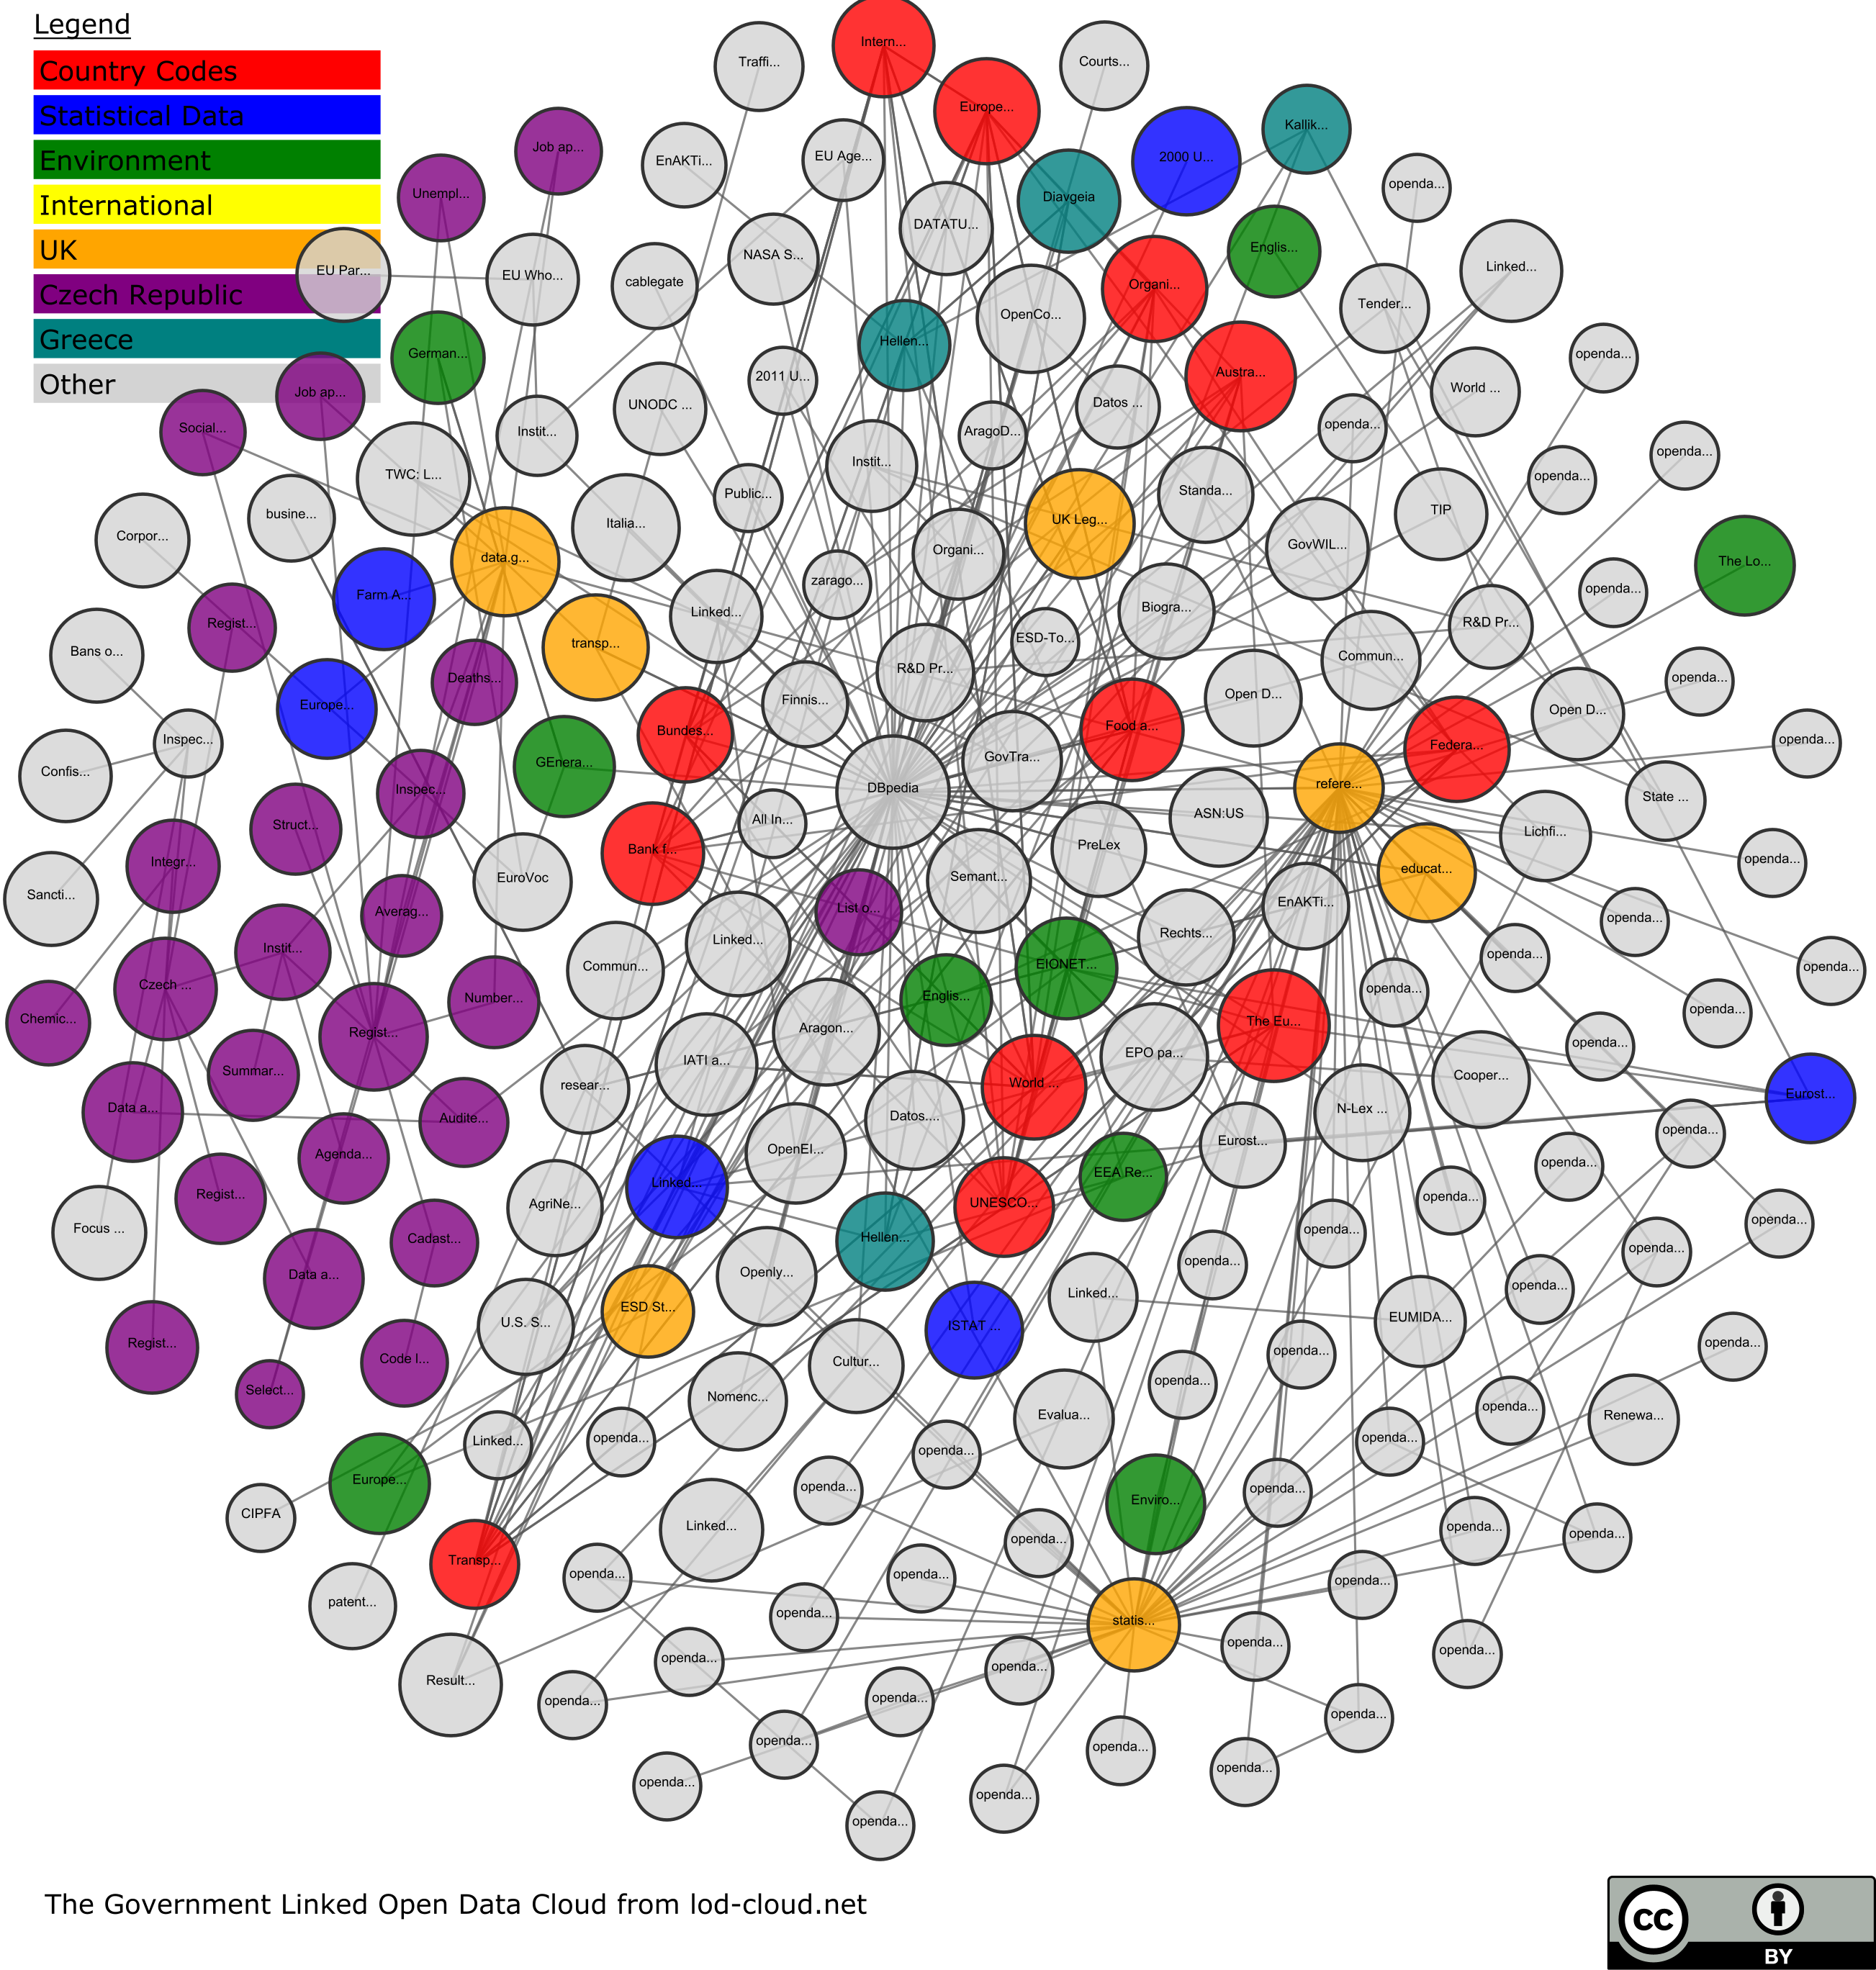 Legend
Country Codes
Statistical Data
Environment
International
UK
Czech Republic
Greece
Other
Intern...
Traffi...
Courts...
Europe...
Kallik...
Job ap...
EU Age...
2000 U...
EnAKTi...
openda...
Unempl...
Diavgeia
DATATU...
Englis...
NASA S...
Linked...
EU Par...
EU Who...
cablegate
Organi...
Tender...
OpenCo...
Hellen...
German...
openda...
Austra...
2011 U...
Job ap...
World ...
UNODC ...
Datos ...
Social...
Instit...
AragoD...
openda...
openda...
Instit...
TWC: L...
openda...
Public...
Standa...
busine...
TIP
Italia...
UK Leg...
Corpor...
GovWIL...
Organi...
data.g...
The Lo...
zarago...
openda...
Farm A...
Biogra...
Linked...
Regist...
R&D Pr...
ESD-To...
transp...
Bans o...
Commun...
R&D Pr...
openda...
Deaths...
Open D...
Finnis...
Europe...
Open D...
Bundes...
Food a...
Inspec...
openda...
Federa...
GovTra...
GEnera...
Confis...
refere...
DBpedia
Inspec...
State ...
ASN:US
All In...
Struct...
Lichfi...
PreLex
Bank f...
openda...
Integr...
educat...
Semant...
EuroVoc
Sancti...
EnAKTi...
List o...
Averag...
openda...
Rechts...
Linked...
Instit...
openda...
EIONET...
Commun...
openda...
Czech ...
openda...
Englis...
Number...
openda...
Chemic...
The Eu...
Aragon...
Regist...
openda...
EPO pa...
IATI a...
Summar...
Cooper...
World ...
resear...
Eurost...
Data a...
N-Lex ...
Datos....
Audite...
openda...
Eurost...
OpenEI...
Agenda...
openda...
EEA Re...
Linked...
Regist...
openda...
UNESCO...
AgriNe...
openda...
Focus ...
openda...
Hellen...
Cadast...
openda...
openda...
Openly...
Data a...
openda...
Linked...
ESD St...
EUMIDA...
U.S. S...
ISTAT ...
Regist...
openda...
openda...
Code l...
Cultur...
openda...
Select...
Nomenc...
openda...
Evalua...
Renewa...
openda...
Linked...
openda...
openda...
Europe...
openda...
openda...
Enviro...
CIPFA
Linked...
openda...
openda...
openda...
Transp...
openda...
openda...
openda...
patent...
openda...
statis...
openda...
openda...
openda...
openda...
Result...
openda...
openda...
openda...
openda...
openda...
openda...
openda...
openda...
openda...
The Government Linked Open Data Cloud from lod-cloud.net
CC
BY